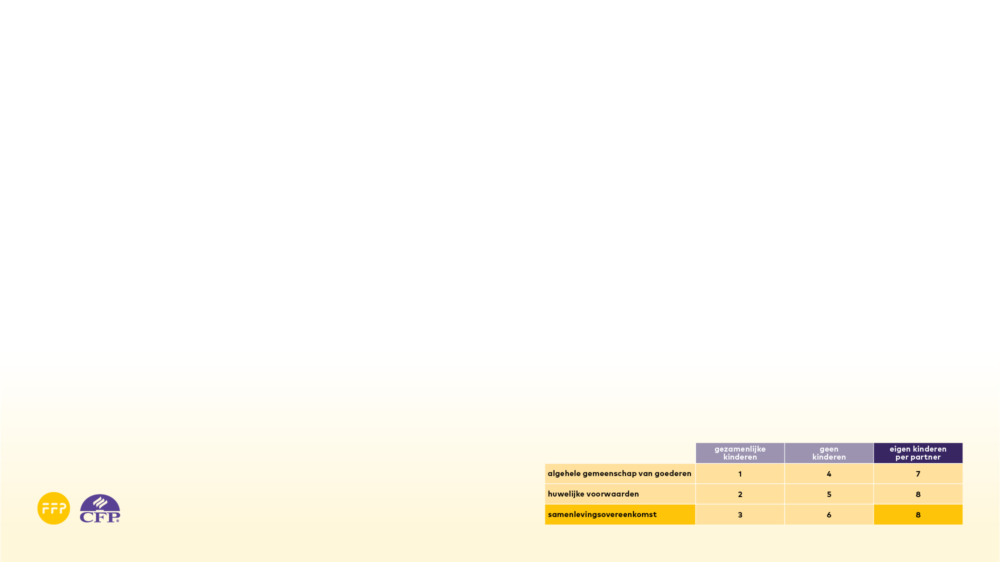 gezamenlijke
kinderen
geen
kinderen
eigen kinderen
per partner
algehele gemeenschap van goederen 1 4 7
huwelijke voorwaarden 2 5 8
samenlevingsovereenkomst 3 6 8
FFP
CFP®